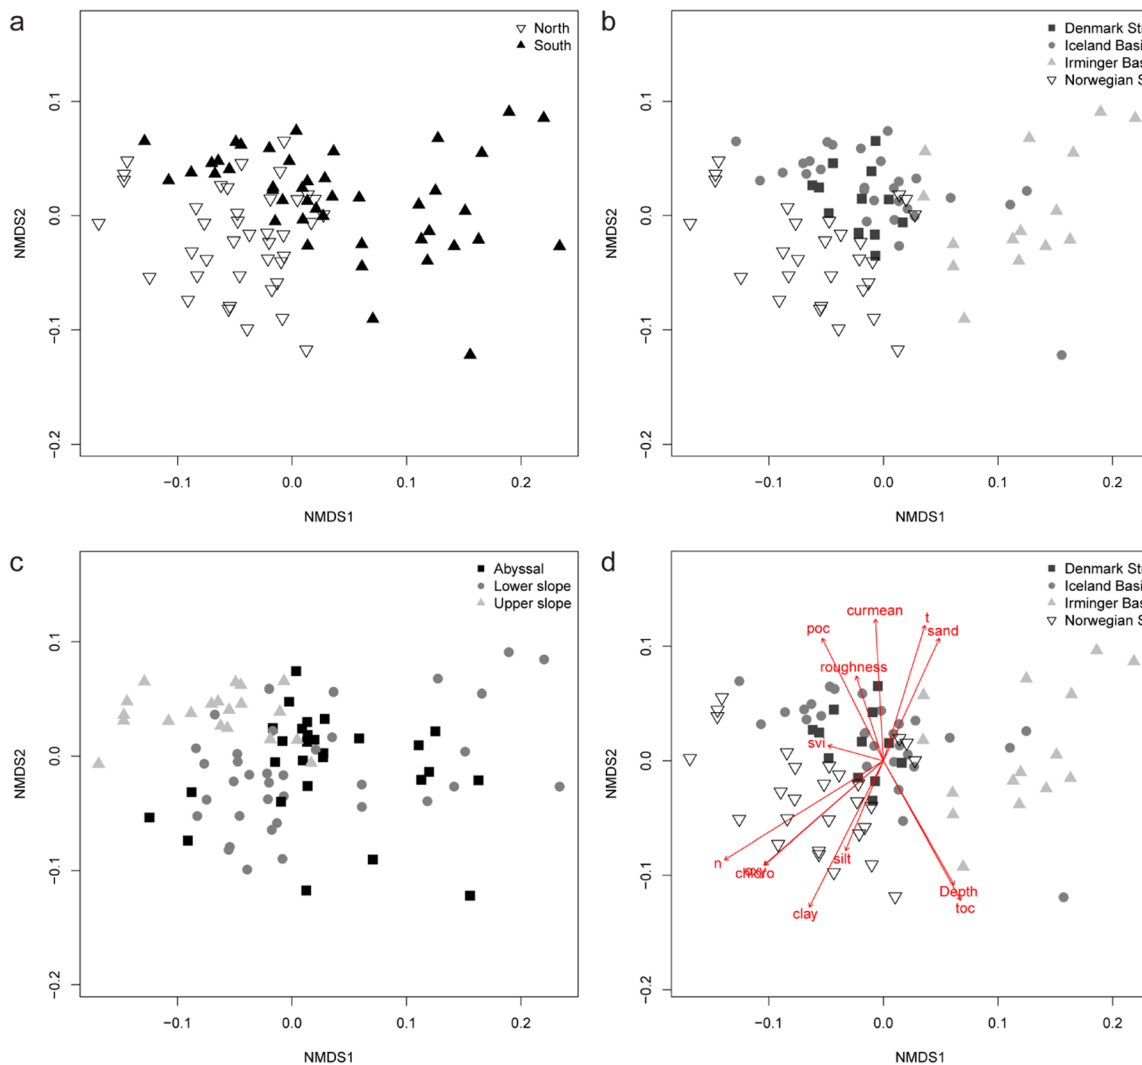 a
North
South
NMDS2
0.1
0.0
−0.1
−0.2
−0.1
0.0
0.1
0.2
NMDS1
b
Denmark Str
Iceland Basi
Irminger Bas
Norwegian S
NMDS2
0.1
0.0
−0.1
−0.2
−0.1
0.0
0.1
0.2
NMDS1
c
Abyssal
Lower slope
Upper slope
NMDS2
0.1
0.0
−0.1
−0.2
−0.1
0.0
0.1
0.2
NMDS1
d
Denmark Str
Iceland Basi
Irminger Bas
Norwegian S
curmean
t
poc
sand
roughness
svi
n
silt
chloro
Depth
clay
toc
NMDS2
0.1
0.0
−0.1
−0.2
−0.1
0.0
0.1
0.2
NMDS1